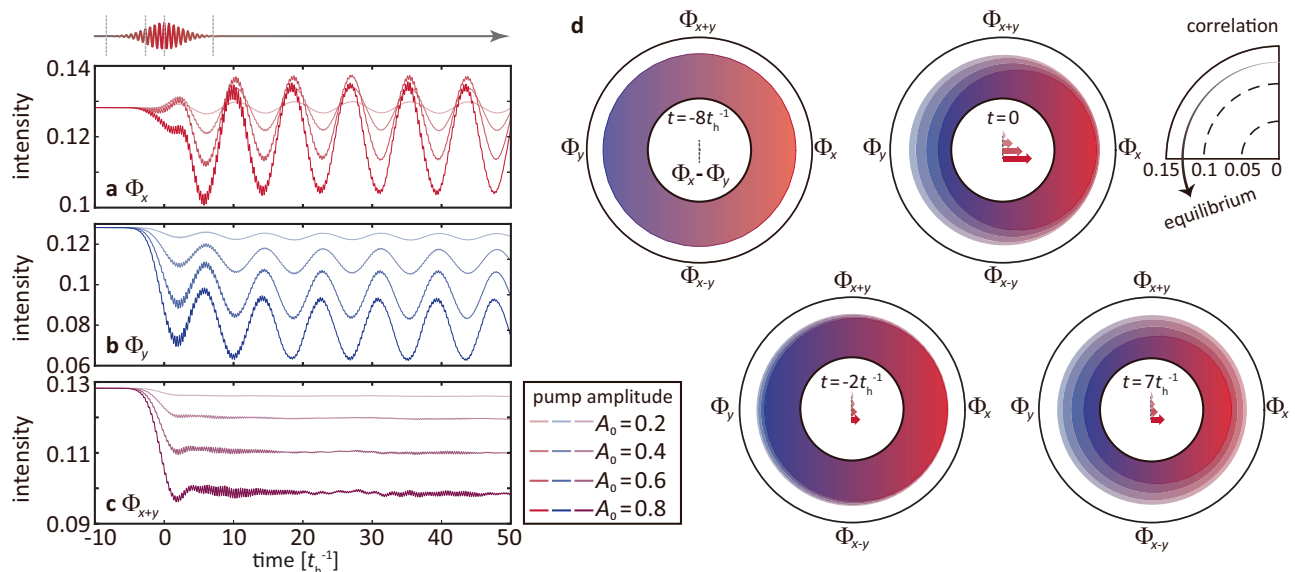 intensity
0.14
0.12
0.1
a Φx
intensity
0.12
0.10
0.08
0.06
b Φy
intensity
0.13
0.11
0.09
c Φx+y
-10 0 10 20 30 40 50
time [th-1]
pump amplitude
A0 = 0.2
A0 = 0.4
A0 = 0.6
A0 = 0.8
d
Φx+y
Φy
t = -8th-1
Φx - Φy
Φx
Φx-y
Φx+y
Φy
t = 0
Φx
Φx-y
correlation
0.15 0.1 0.05 0
equilibrium
Φx+y
Φy
t = -2th-1
Φx
Φx-y
Φx+y
Φy
t = 7th-1
Φx
Φx-y